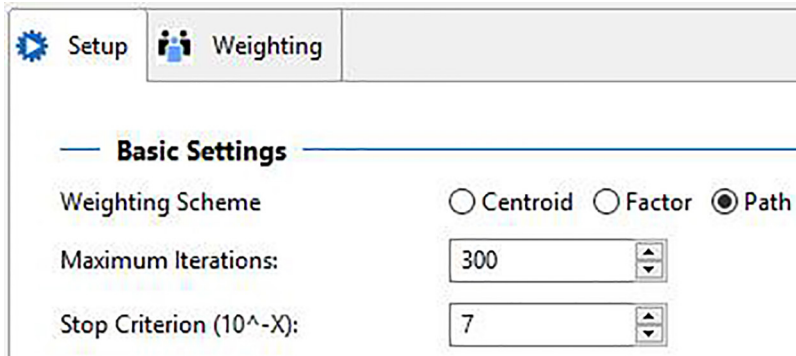 Setup Weighting
Basic Settings
Weighting Scheme Centroid Factor Path
Maximum Iterations: 300
Stop Criterion (10^-X): 7